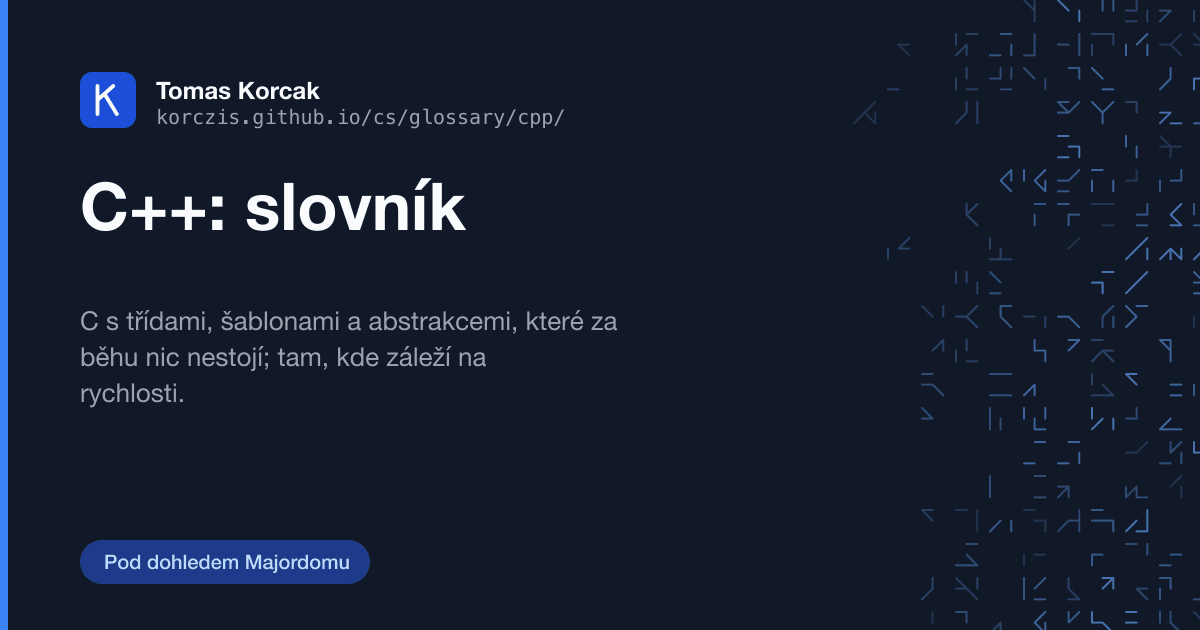 Tomas Korcak
korczis.github.io/cs/glossary/cpp/
C++: slovník
C s třídami, šablonami a abstrakcemi, které za
běhu nic nestojí; tam, kde záleží na
rychlosti.
Pod dohledem Majordomu